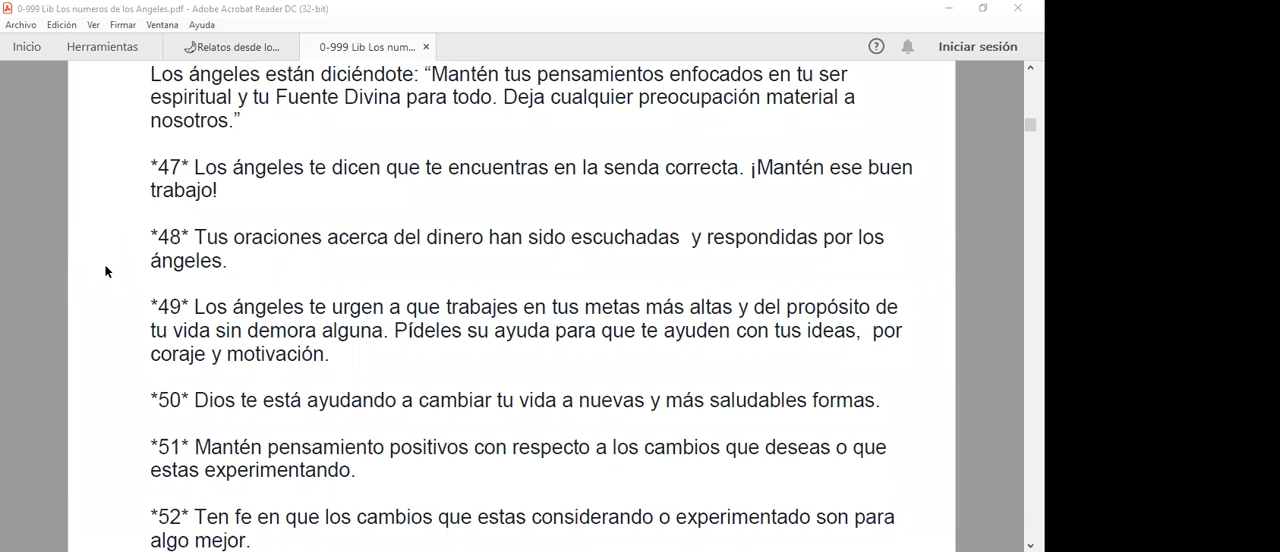 0-999 Lib Los numeros de los Angeles.pdf - Adobe Acrobat Reader DC (32-bit)
Archivo Edición Ver Firmar Ventana Ayuda
Inicio Herramientas Relatos desde lo... 0-999 Lib Los num... × ? Iniciar sesión
Los ángeles están diciéndote: “Mantén tus pensamientos enfocados en tu ser
espiritual y tu Fuente Divina para todo. Deja cualquier preocupación material a
nosotros.”
*47* Los ángeles te dicen que te encuentras en la senda correcta. ¡Mantén ese buen
trabajo!
*48* Tus oraciones acerca del dinero han sido escuchadas  y respondidas por los
ángeles.
*49* Los ángeles te urgen a que trabajes en tus metas más altas y del propósito de
tu vida sin demora alguna. Pídeles su ayuda para que te ayuden con tus ideas,  por
coraje y motivación.
*50* Dios te está ayudando a cambiar tu vida a nuevas y más saludables formas.
*51* Mantén pensamiento positivos con respecto a los cambios que deseas o que
estas experimentando.
*52* Ten fe en que los cambios que estas considerando o experimentado son para
algo mejor.